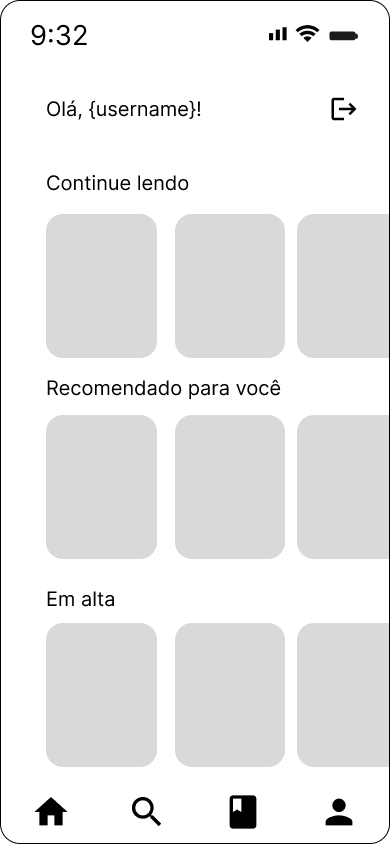 9:32
Olá, {username}!
Continue lendo
Recomendado para você
Em alta